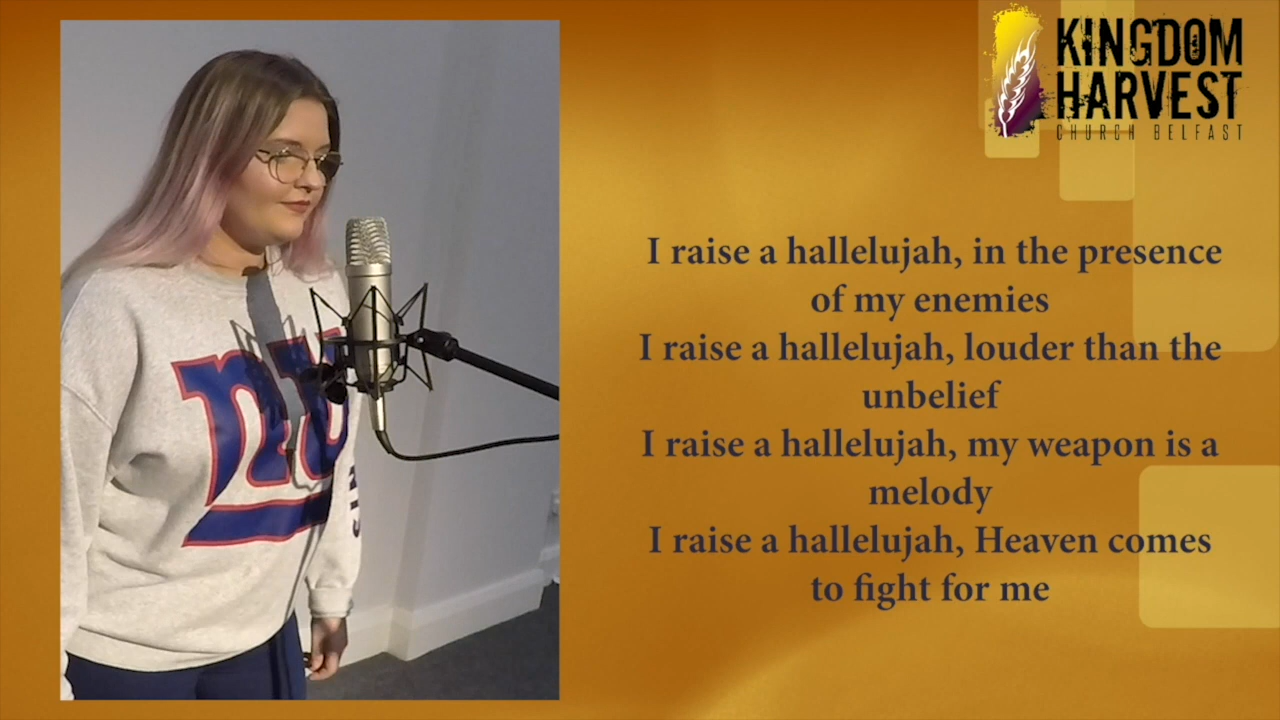 KINGDOM
HARVEST
CHURCH BELFAST
I raise a hallelujah, in the presence
of my enemies
I raise a hallelujah, louder than the
unbelief
I raise a hallelujah, my weapon is a
melody
I raise a hallelujah, Heaven comes
to fight for me
ny